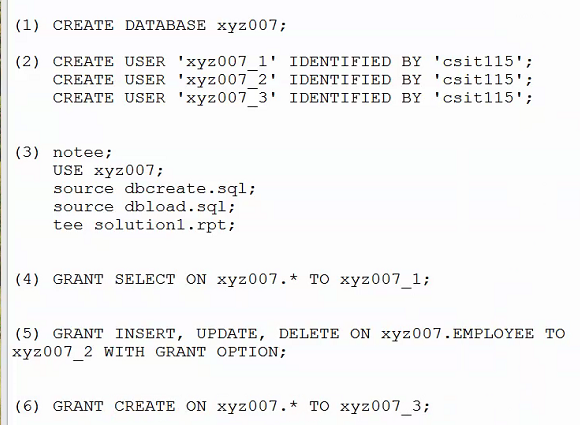 (1) CREATE DATABASE xyz007;
(2) CREATE USER 'xyz007_1' IDENTIFIED BY 'csit115';
CREATE USER 'xyz007_2' IDENTIFIED BY 'csit115';
CREATE USER 'xyz007_3' IDENTIFIED BY 'csit115';
(3) notee;
USE xyz007;
source dbcreate.sql;
source dbload.sql;
tee solution1.rpt;
(4) GRANT SELECT ON xyz007.* TO xyz007_1;
(5) GRANT INSERT, UPDATE, DELETE ON xyz007.EMPLOYEE TO
xyz007_2 WITH GRANT OPTION;
(6) GRANT CREATE ON xyz007.* TO xyz007_3;